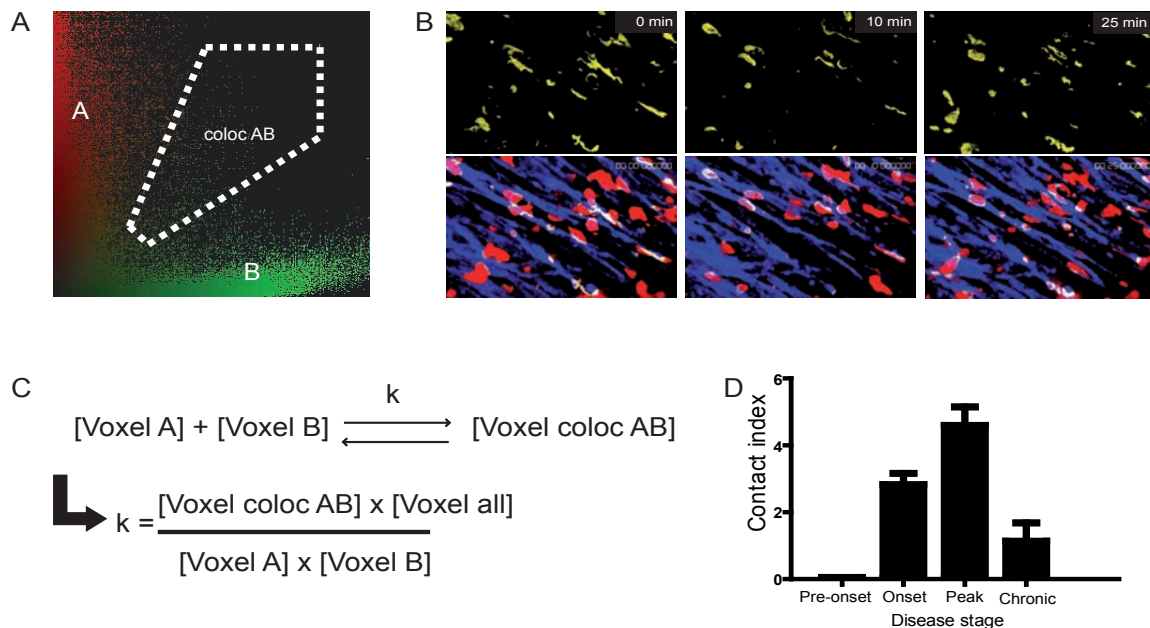 A
A
coloc AB
B
B
0 min
10 min
25 min
C
k
[Voxel A] + [Voxel B]
[Voxel coloc AB]
k =
[Voxel coloc AB] x [Voxel all]
[Voxel A] x [Voxel B]
D
Contact index
6
4
2
0
Pre-onset Onset Peak Chronic
Disease stage